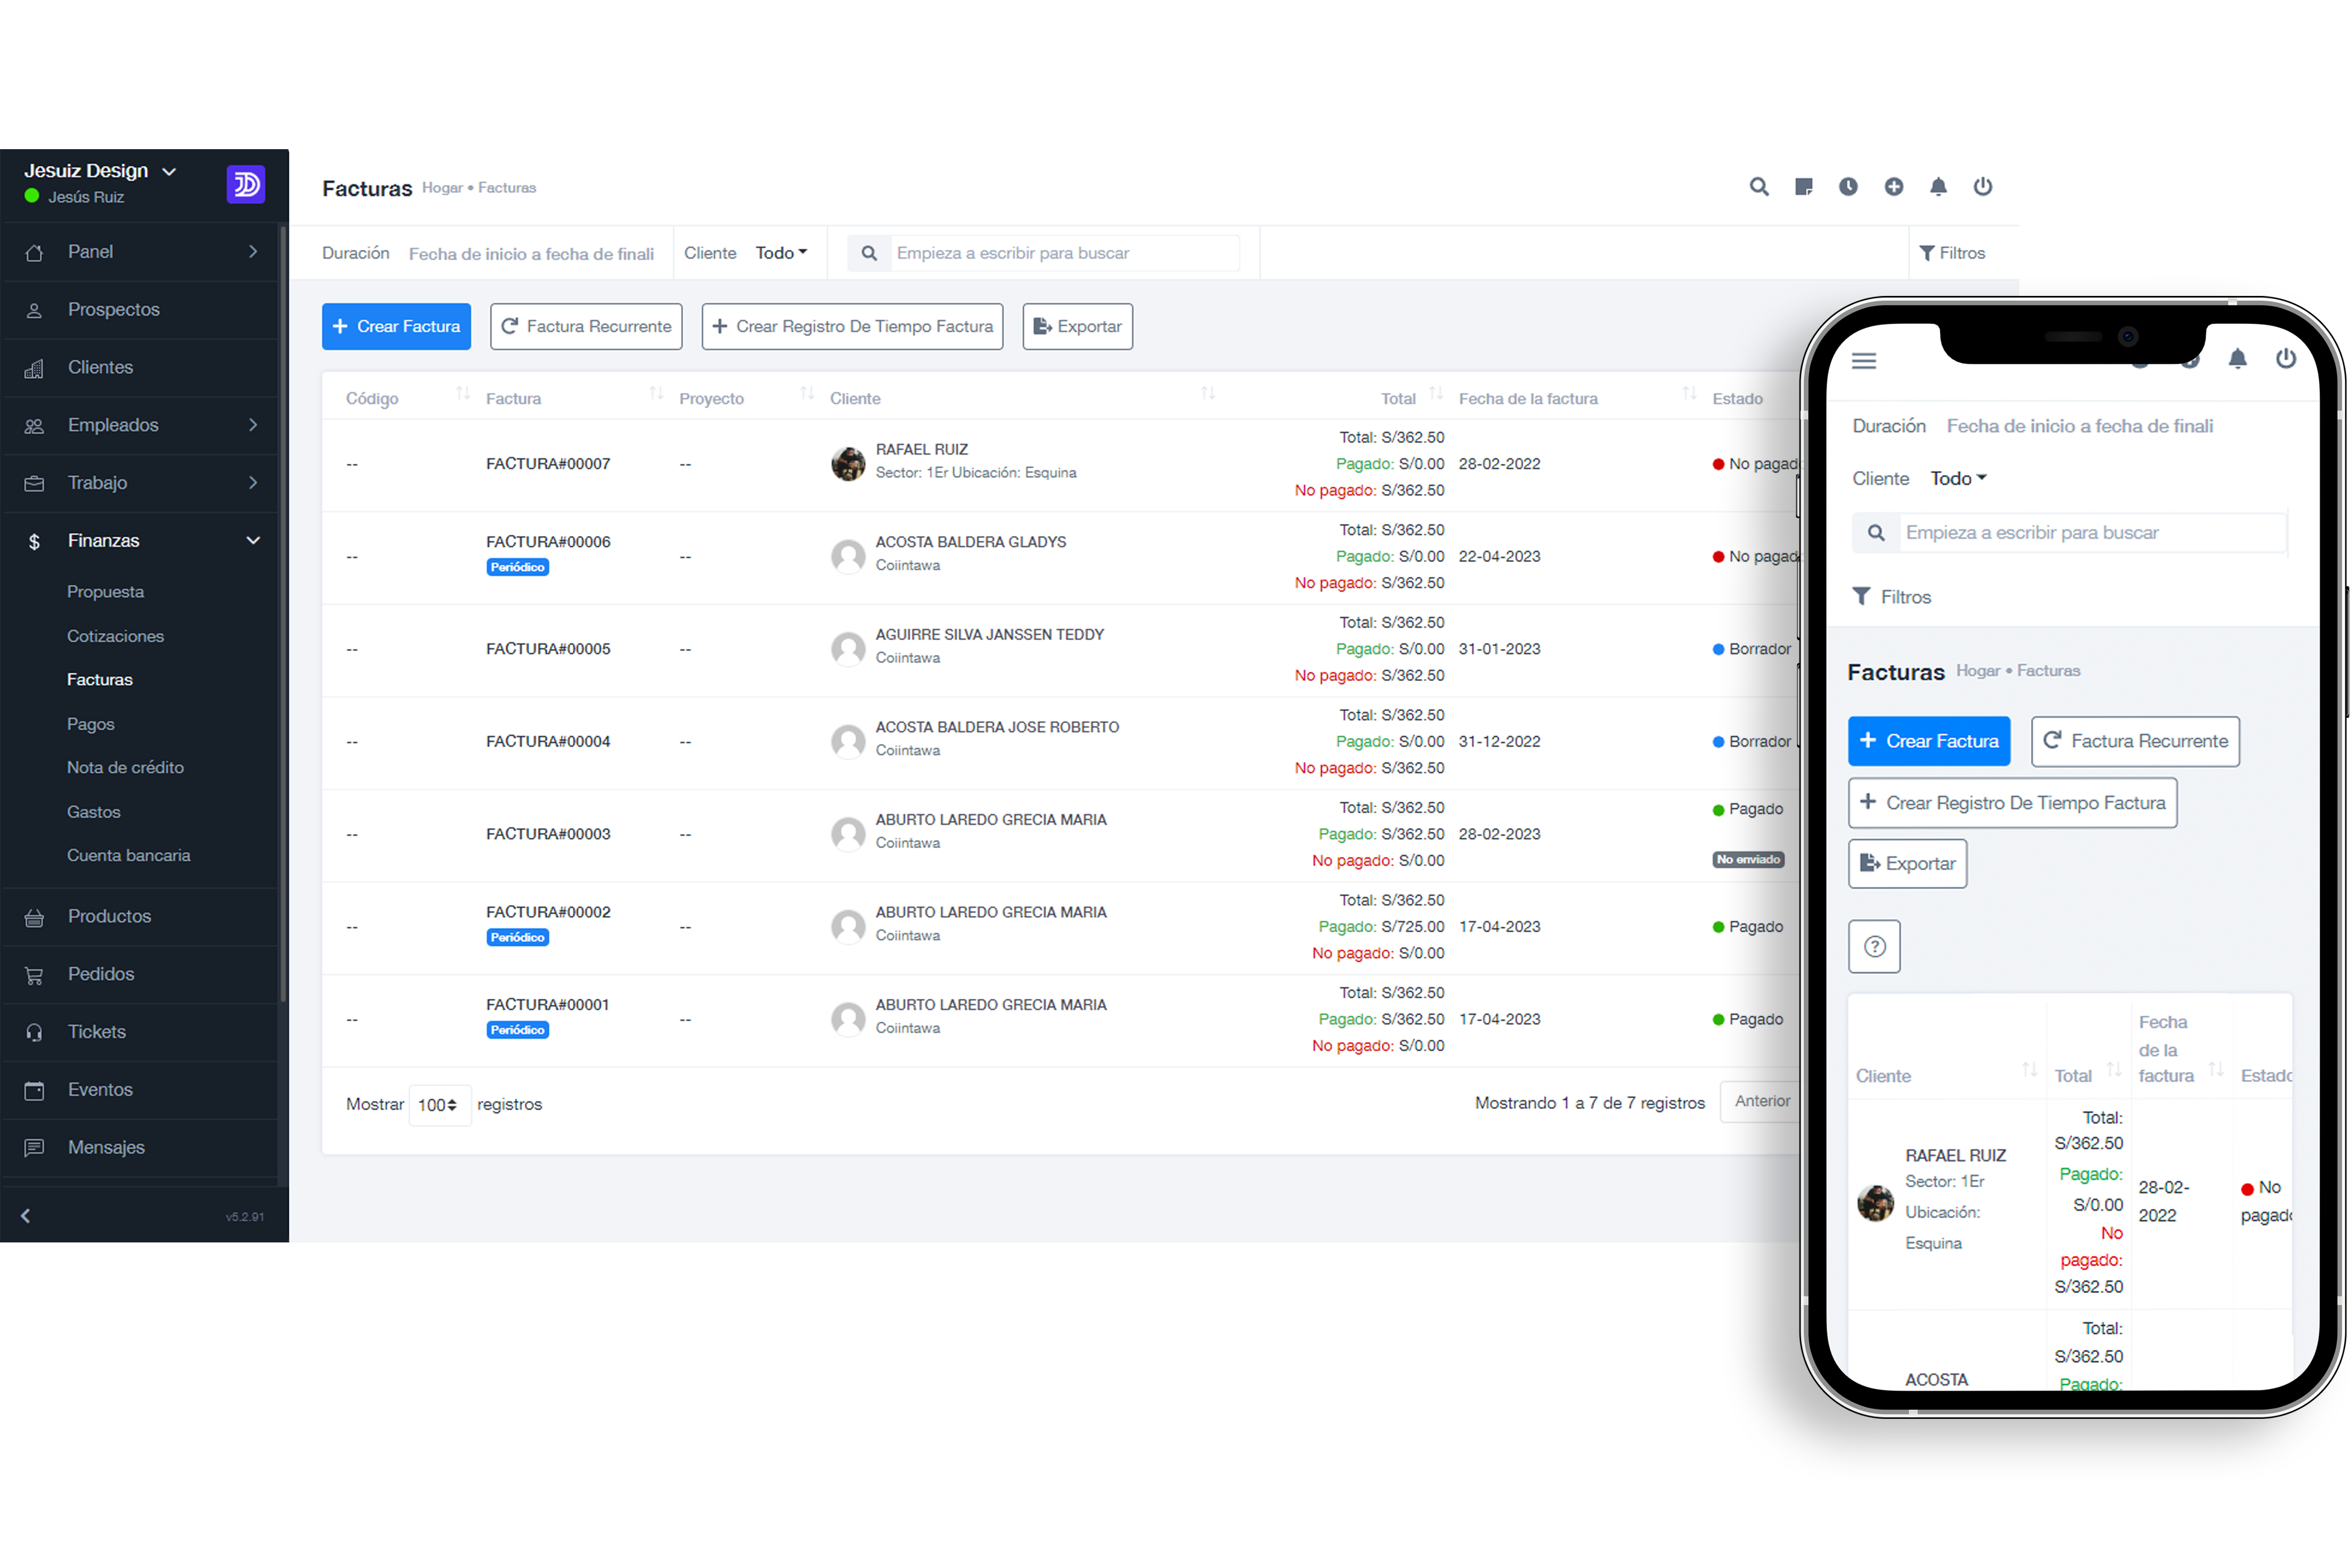 Jesuiz Design
Jesús Ruiz
Panel
Prospectos
Clientes
Empleados
Trabajo
Finanzas
Propuesta
Cotizaciones
Facturas
Pagos
Nota de crédito
Gastos
Cuenta bancaria
Productos
Pedidos
Tickets
Eventos
Mensajes
v5.2.91
Facturas Hogar • Facturas
Duración Fecha de inicio a fecha de finali Cliente Todo Empieza a escribir para buscar Filtros
+ Crear Factura Factura Recurrente + Crear Registro De Tiempo Factura Exportar
Código Factura Proyecto Cliente Total Fecha de la factura Estado
-- FACTURA#00007 -- RAFAEL RUIZ
Sector: 1Er Ubicación: Esquina
Total: S/362.50
Pagado: S/0.00 28-02-2022 No pagad
No pagado: S/362.50
-- FACTURA#00006 -- ACOSTA BALDERA GLADYS
Periódico Coiintawa
Total: S/362.50
Pagado: S/0.00 22-04-2023 No pagad
No pagado: S/362.50
-- FACTURA#00005 -- AGUIRRE SILVA JANSSEN TEDDY
Coiintawa
Total: S/362.50
Pagado: S/0.00 31-01-2023 Borrador
No pagado: S/362.50
-- FACTURA#00004 -- ACOSTA BALDERA JOSE ROBERTO
Coiintawa
Total: S/362.50
Pagado: S/0.00 31-12-2022 Borrador
No pagado: S/362.50
-- FACTURA#00003 -- ABURTO LAREDO GRECIA MARIA
Coiintawa
Total: S/362.50
Pagado: S/362.50 28-02-2023 Pagado
No pagado: S/0.00 No enviado
-- FACTURA#00002 -- ABURTO LAREDO GRECIA MARIA
Periódico Coiintawa
Total: S/362.50
Pagado: S/725.00 17-04-2023 Pagado
No pagado: S/0.00
-- FACTURA#00001 -- ABURTO LAREDO GRECIA MARIA
Periódico Coiintawa
Total: S/362.50
Pagado: S/362.50 17-04-2023 Pagado
No pagado: S/0.00
Mostrar 100 registros Mostrando 1 a 7 de 7 registros Anterior
Duración Fecha de inicio a fecha de finali
Cliente Todo
Empieza a escribir para buscar
Filtros
Facturas Hogar • Facturas
+ Crear Factura Factura Recurrente
+ Crear Registro De Tiempo Factura
Exportar
?
Cliente Total Fecha
de la
factura Estado
RAFAEL RUIZ
Sector: 1Er
Ubicación:
Esquina
Total:
S/362.50
Pagado:
S/0.00
No
pagado:
S/362.50
28-02-
2022
No
pagado
ACOSTA
Total:
S/362.50
Pagado: